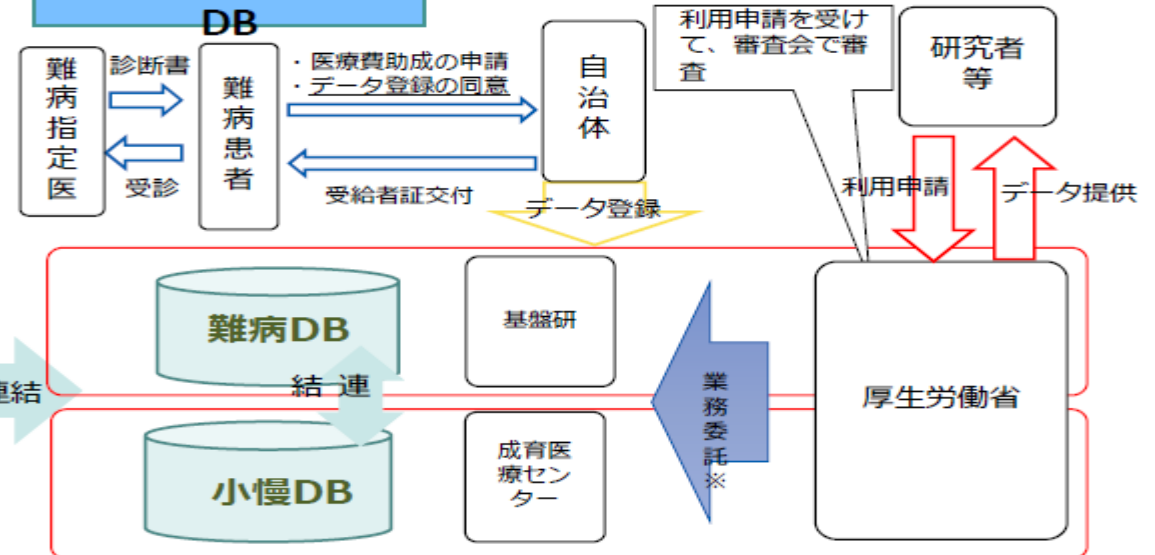 DB
難病指定医
診断書
受診
難病患者
・医療費助成の申請
・データ登録の同意
受給者証交付
自治体
データ登録
利用申請を受け
て、審査会で審
査
研究者
等
利用申請
データ提供
難病DB
基盤研
連結
結 連
業務委託※
厚生労働省
小慢DB
成育医
療セン
ター